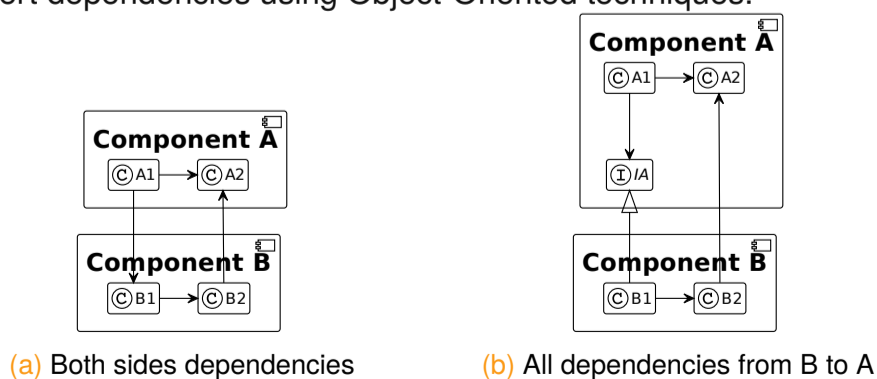 ort dependencies using Object-Oriented techniques.
Component A
C A1
C A2
Component B
C B1
C B2
(a) Both sides dependencies
Component A
C A1
C A2
I IA
Component B
C B1
C B2
(b) All dependencies from B to A